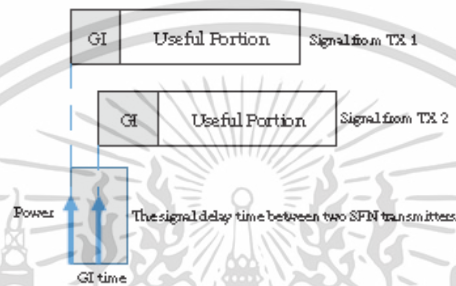 GI Useful Portion Signal from TX 1
GI Useful Portion Signal from TX 2
Power The signal delay time between two SFN transmitters
GI time